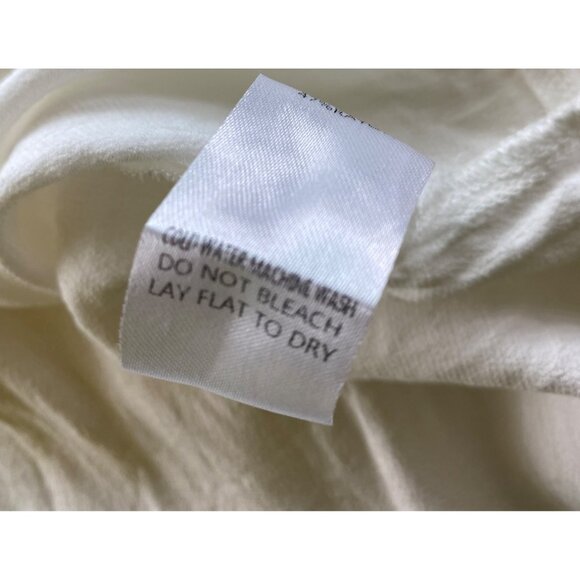 COLD WATER MACHINE WASH
DO NOT BLEACH
LAY FLAT TO DRY